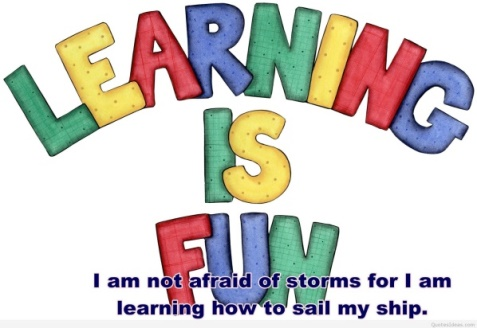 LEARNING
IS
FUN
I am not afraid of storms for I am
learning how to sail my ship.